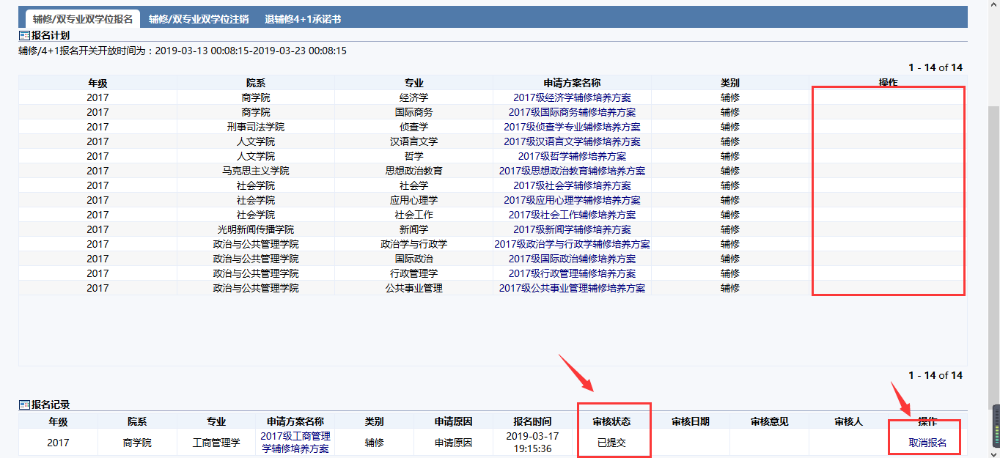 辅修/双专业双学位报名 辅修/双专业双学位注销 退辅修4+1承诺书
报名计划
辅修/4+1报名开关开放时间为：2019-03-13 00:08:15-2019-03-23 00:08:15
1 - 14 of 14
年级 院系 专业 申请方案名称 类别 操作
2017 商学院 经济学 2017级经济学辅修培养方案 辅修
2017 商学院 国际商务 2017级国际商务辅修培养方案 辅修
2017 刑事司法学院 侦查学 2017级侦查学专业辅修培养方案 辅修
2017 人文学院 汉语言文学 2017级汉语言文学辅修培养方案 辅修
2017 人文学院 哲学 2017级哲学辅修培养方案 辅修
2017 马克思主义学院 思想政治教育 2017级思想政治教育辅修培养方案 辅修
2017 社会学院 社会学 2017级社会学辅修培养方案 辅修
2017 社会学院 应用心理学 2017级应用心理学辅修培养方案 辅修
2017 社会学院 社会工作 2017级社会工作辅修培养方案 辅修
2017 光明新闻传播学院 新闻学 2017级新闻学辅修培养方案 辅修
2017 政治与公共管理学院 政治学与行政学 2017级政治学与行政学辅修培养方案 辅修
2017 政治与公共管理学院 国际政治 2017级国际政治辅修培养方案 辅修
2017 政治与公共管理学院 行政管理学 2017级行政管理辅修培养方案 辅修
2017 政治与公共管理学院 公共事业管理 2017级公共事业管理辅修培养方案 辅修
1 - 14 of 14
报名记录
年级 院系 专业 申请方案名称 类别 申请原因 报名时间 审核状态 审核日期 审核意见 审核人 操作
2017 商学院 工商管理学 2017级工商管理学辅修培养方案 辅修 申请原因 2019-03-17 19:15:36 已提交 取消报名